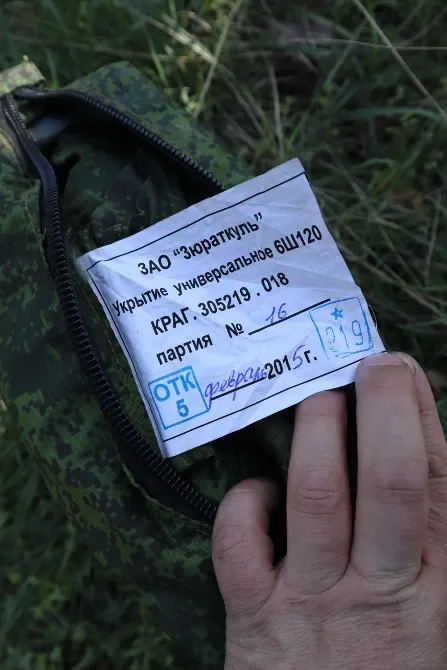 ЗАО "Зюраткуль"
Укрытие универсальное 6Ш120
КРАГ. 305219 . 018
партия № 16
февраль 2015 г.
ОТК
5
★
219